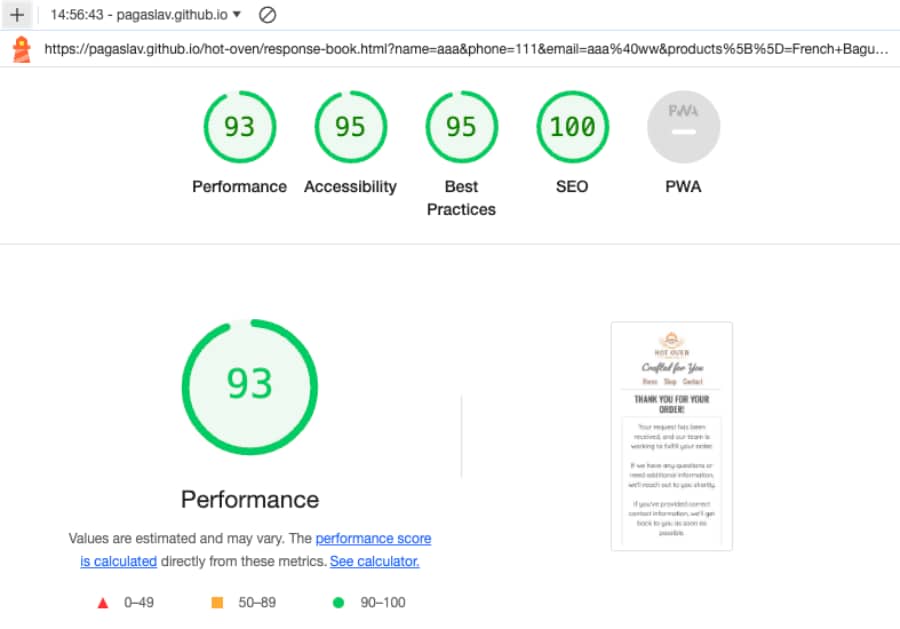 14:56:43 - pagaslav.github.io
https://pagaslav.github.io/hot-oven/response-book.html?name=aaa&phone=111&email=aaa%40ww&products%5B%5D=French+Bagu...
93 95 95 100 PWA
Performance Accessibility Best Practices SEO PWA
93
Performance
Values are estimated and may vary. The performance score
is calculated directly from these metrics. See calculator.
0–49 50–89 90–100
HOT OVEN
Crafted for You
Home Shop Contact
THANK YOU FOR YOUR
ORDER!
Your request has been
received, and our team is
working to fulfill your order.
If we have any questions or
need additional information,
we'll reach out to you shortly.
If you've provided correct
contact information, we'll get
back to you as soon as
possible.